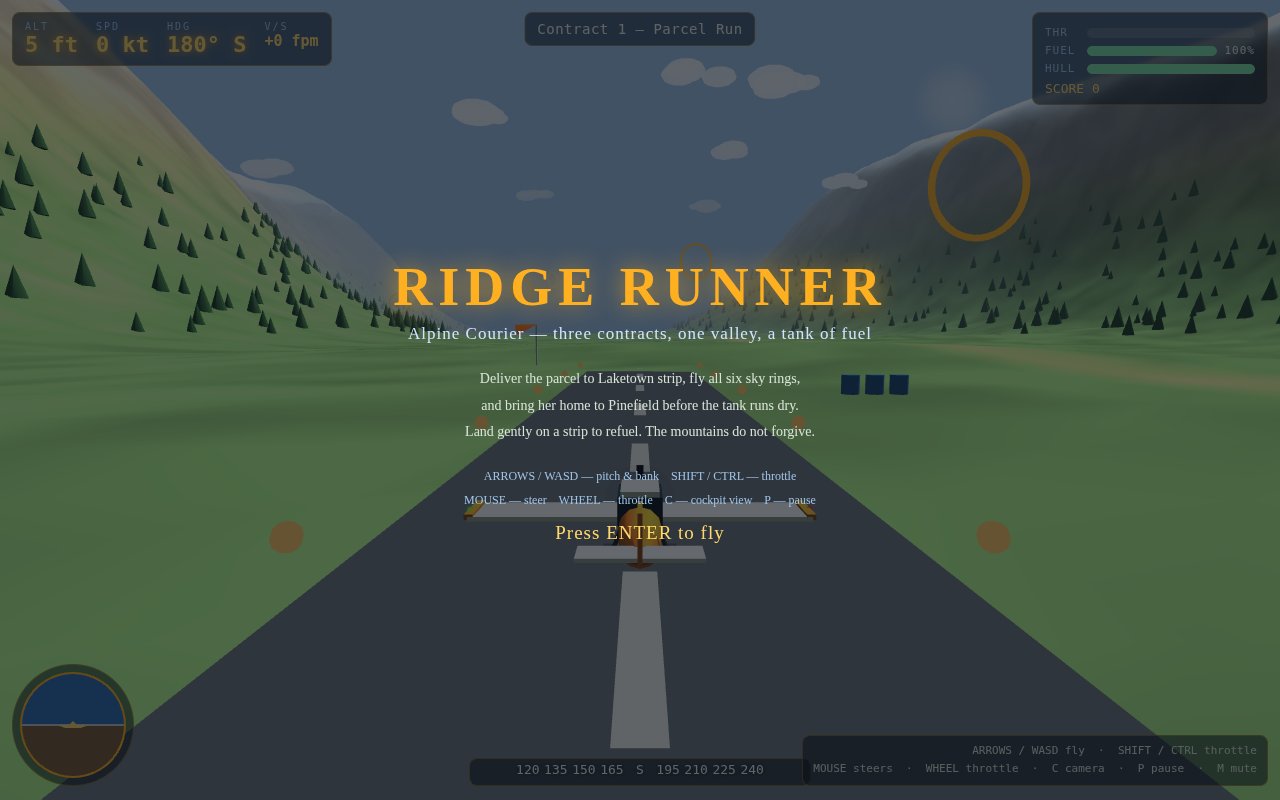 ALT SPD HDG V/S
5 ft 0 kt 180° S +0 fpm
Contract 1 — Parcel Run
THR
FUEL 100%
HULL
SCORE 0
RIDGE RUNNER
Alpine Courier — three contracts, one valley, a tank of fuel
Deliver the parcel to Laketown strip, fly all six sky rings,
and bring her home to Pinefield before the tank runs dry.
Land gently on a strip to refuel. The mountains do not forgive.
ARROWS / WASD — pitch & bank SHIFT / CTRL — throttle
MOUSE — steer WHEEL — throttle C — cockpit view P — pause
Press ENTER to fly
ARROWS / WASD fly · SHIFT / CTRL throttle
MOUSE steers · WHEEL throttle · C camera · P pause · M mute
120 135 150 165 S 195 210 225 240